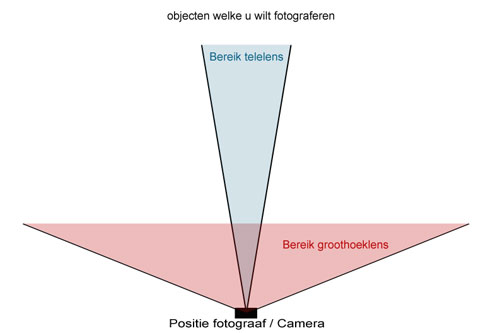 objecten welke u wilt fotograferen
Bereik telelens
Bereik groothoeklens
Positie fotograaf / Camera